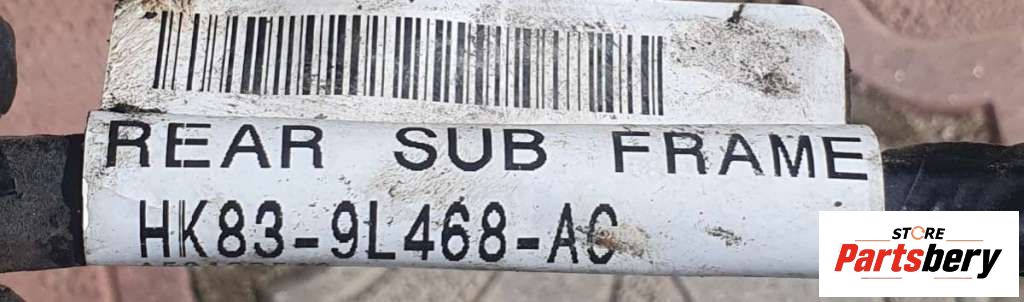 REAR SUB FRAME
HK83-9L468-AC
STORE
Partsbery